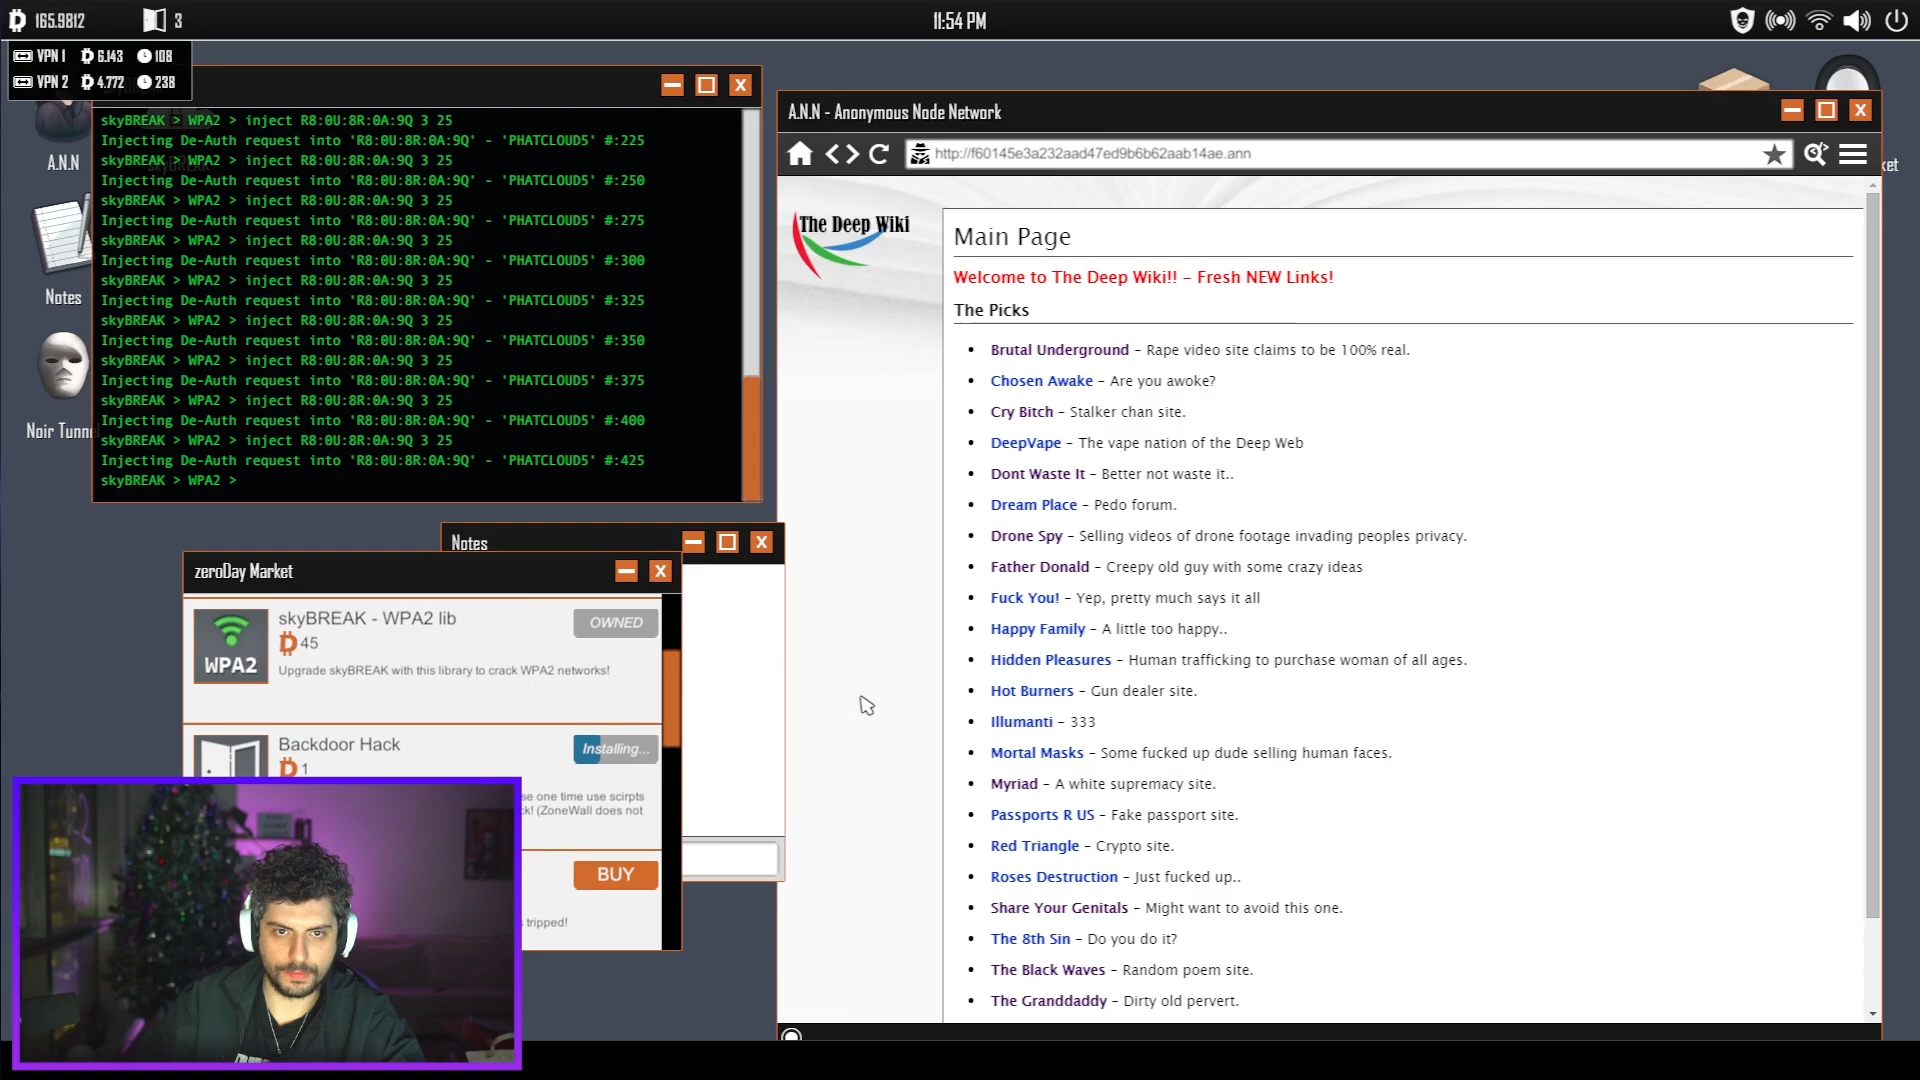 165.9812
3
11:54 PM
VPN 1 6.143 108
VPN 2 4.772 238
A.N.N
Notes
Noir Tunn
skyBREAK > WPA2 > inject R8:0U:8R:0A:9Q 3 25
Injecting De-Auth request into 'R8:0U:8R:0A:9Q' - 'PHATCLOUD5' #:225
skyBREAK > WPA2 > inject R8:0U:8R:0A:9Q 3 25
Injecting De-Auth request into 'R8:0U:8R:0A:9Q' - 'PHATCLOUD5' #:250
skyBREAK > WPA2 > inject R8:0U:8R:0A:9Q 3 25
Injecting De-Auth request into 'R8:0U:8R:0A:9Q' - 'PHATCLOUD5' #:275
skyBREAK > WPA2 > inject R8:0U:8R:0A:9Q 3 25
Injecting De-Auth request into 'R8:0U:8R:0A:9Q' - 'PHATCLOUD5' #:300
skyBREAK > WPA2 > inject R8:0U:8R:0A:9Q 3 25
Injecting De-Auth request into 'R8:0U:8R:0A:9Q' - 'PHATCLOUD5' #:325
skyBREAK > WPA2 > inject R8:0U:8R:0A:9Q 3 25
Injecting De-Auth request into 'R8:0U:8R:0A:9Q' - 'PHATCLOUD5' #:350
skyBREAK > WPA2 > inject R8:0U:8R:0A:9Q 3 25
Injecting De-Auth request into 'R8:0U:8R:0A:9Q' - 'PHATCLOUD5' #:375
skyBREAK > WPA2 > inject R8:0U:8R:0A:9Q 3 25
Injecting De-Auth request into 'R8:0U:8R:0A:9Q' - 'PHATCLOUD5' #:400
skyBREAK > WPA2 > inject R8:0U:8R:0A:9Q 3 25
Injecting De-Auth request into 'R8:0U:8R:0A:9Q' - 'PHATCLOUD5' #:425
skyBREAK > WPA2 >
Notes
zeroDay Market
skyBREAK - WPA2 lib
OWNED
45
WPA2
Upgrade skyBREAK with this library to crack WPA2 networks!
Backdoor Hack
Installing...
1
se one time use scirpts
ck! (ZoneWall does not
BUY
tripped!
A.N.N - Anonymous Node Network
http://f60145e3a232aad47ed9b6b62aab14ae.ann
ket
The Deep Wiki
Main Page
Welcome to The Deep Wiki!! – Fresh NEW Links!
The Picks
Brutal Underground – Rape video site claims to be 100% real.
Chosen Awake – Are you awoke?
Cry Bitch – Stalker chan site.
DeepVape – The vape nation of the Deep Web
Dont Waste It – Better not waste it..
Dream Place – Pedo forum.
Drone Spy – Selling videos of drone footage invading peoples privacy.
Father Donald – Creepy old guy with some crazy ideas
Fuck You! – Yep, pretty much says it all
Happy Family – A little too happy..
Hidden Pleasures – Human trafficking to purchase woman of all ages.
Hot Burners – Gun dealer site.
Illumanti – 333
Mortal Masks – Some fucked up dude selling human faces.
Myriad – A white supremacy site.
Passports R US – Fake passport site.
Red Triangle – Crypto site.
Roses Destruction – Just fucked up..
Share Your Genitals – Might want to avoid this one.
The 8th Sin – Do you do it?
The Black Waves – Random poem site.
The Granddaddy – Dirty old pervert.